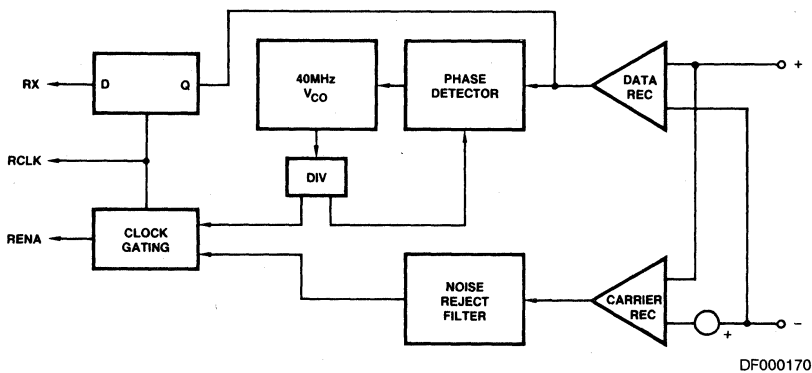 RX
D
Q
40MHz
VCO
PHASE
DETECTOR
DATA
REC
+
RCLK
DIV
RENA
CLOCK
GATING
NOISE
REJECT
FILTER
CARRIER
REC
+
–
DF000170